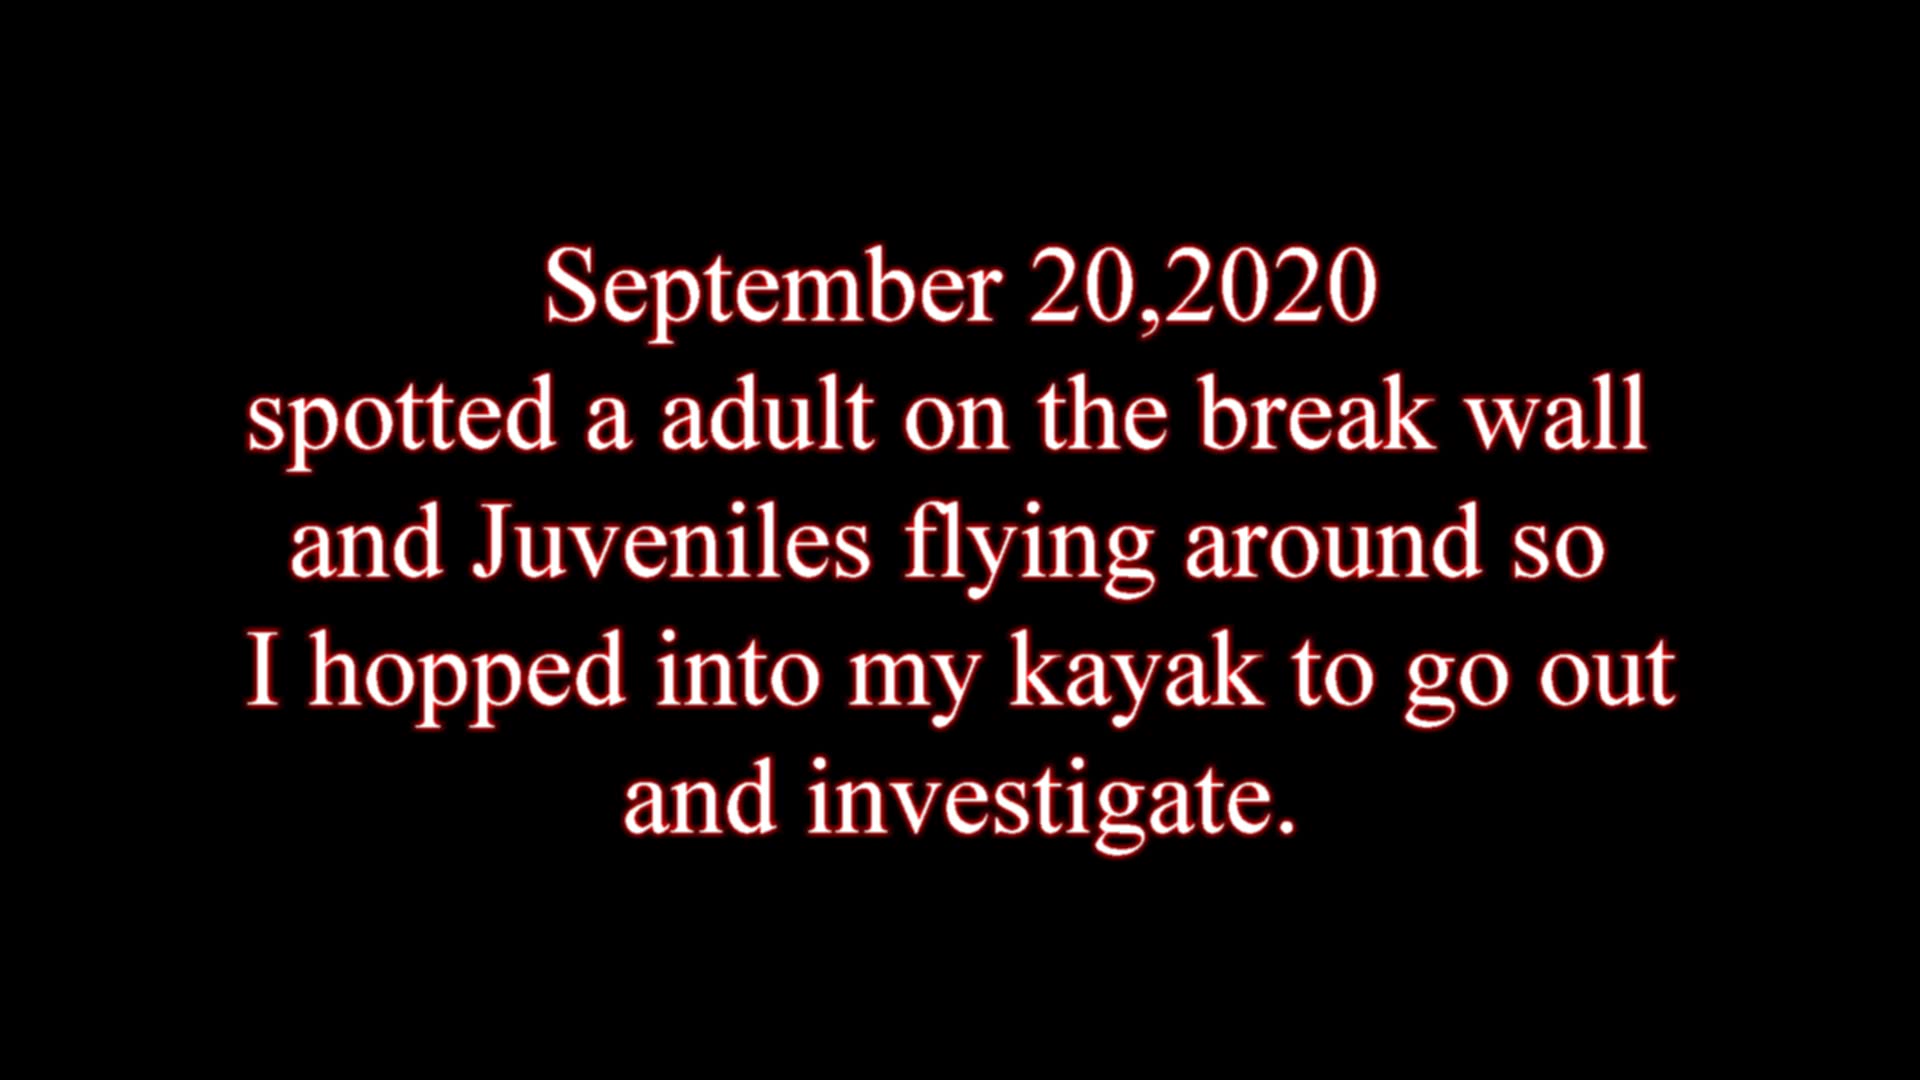 September 20,2020
spotted a adult on the break wall
and Juveniles flying around so
I hopped into my kayak to go out
and investigate.